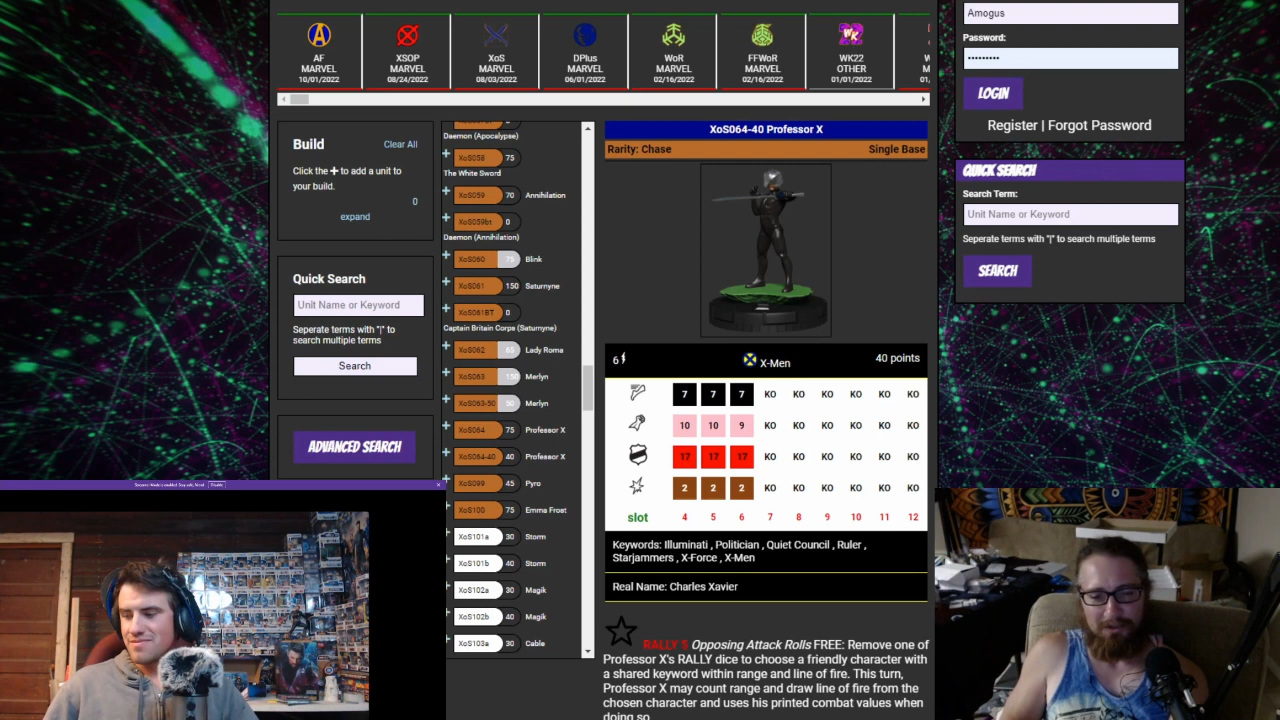 AF
MARVEL
10/01/2022
XSOP
MARVEL
08/24/2022
XoS
MARVEL
08/03/2022
DPlus
MARVEL
06/01/2022
WoR
MARVEL
02/16/2022
FFWoR
MARVEL
02/16/2022
WK
WK22
OTHER
01/01/2022
Build
Clear All
Click the + to add a unit to
your build.
0
expand
Quick Search
Unit Name or Keyword
Seperate terms with "|" to
search multiple terms
Search
ADVANCED SEARCH
Daemon (Apocalypse)
XoS058 75
The White Sword
XoS059 70 Annihilation
XoS059bt 0
Daemon (Annihilation)
XoS060 75 Blink
XoS061 150 Saturnyne
XoS061BT 0
Captain Britain Corps (Saturnyne)
XoS062 65 Lady Roma
XoS063 150 Merlyn
XoS063-50 50 Merlyn
XoS064 75 Professor X
XoS064-40 40 Professor X
XoS099 45 Pyro
XoS100 75 Emma Frost
XoS101a 30 Storm
XoS101b 40 Storm
XoS102a 30 Magik
XoS102b 40 Magik
XoS103a 30 Cable
XoS064-40 Professor X
Rarity: Chase Single Base
6 X-Men 40 points
7 7 7 KO KO KO KO KO KO
10 10 9 KO KO KO KO KO KO
17 17 17 KO KO KO KO KO KO
2 2 2 KO KO KO KO KO KO
slot 4 5 6 7 8 9 10 11 12
Keywords: Illuminati , Politician , Quiet Council , Ruler ,
Starjammers , X-Force , X-Men
Real Name: Charles Xavier
RALLY 5 Opposing Attack Rolls FREE: Remove one of
Professor X's RALLY dice to choose a friendly character with
a shared keyword within range and line of fire. This turn,
Professor X may count range and draw line of fire from the
chosen character and uses his printed combat values when
doing so
Amogus
Password:
•••••••••
LOGIN
Register | Forgot Password
QUICK SEARCH
Search Term:
Unit Name or Keyword
Seperate terms with "|" to search multiple terms
SEARCH